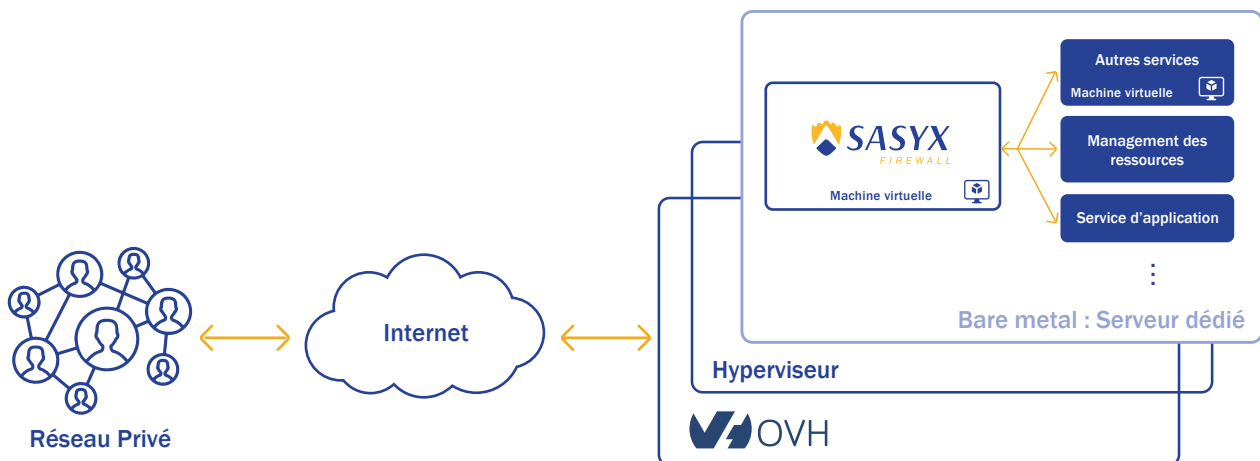 Réseau Privé
Internet
OVH
Hyperviseur
Bare metal : Serveur dédié
SASYX
FIREWALL
Machine virtuelle
Autres services
Machine virtuelle
Management des
ressources
Service d'application